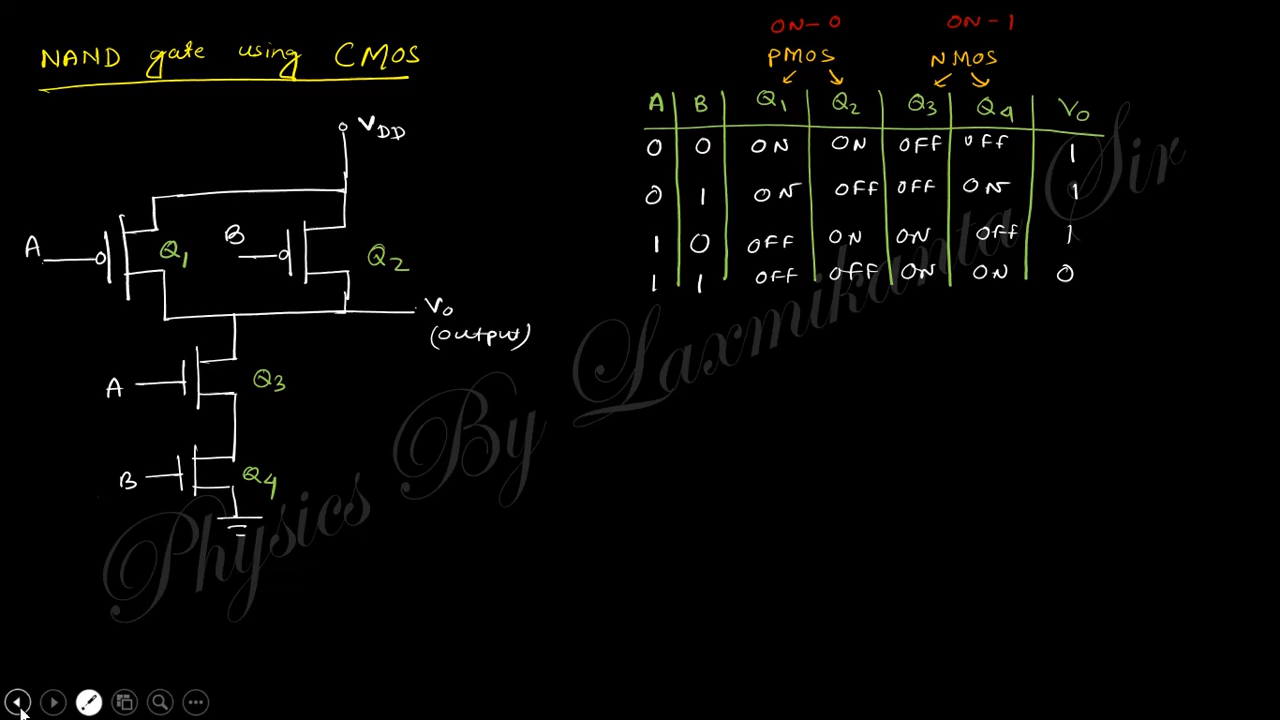 NAND gate using CMOS
ON-0 ON-1
PMOS NMOS
A B Q1 Q2 Q3 Q4 Vo
0 0 ON ON OFF OFF 1
0 1 ON OFF OFF ON 1
1 0 OFF ON ON OFF 1
1 1 OFF OFF ON ON 0
VDD
A Q1 B Q2
Vo
(output)
A Q3
B Q4
Physics By Laxmikanta Sir